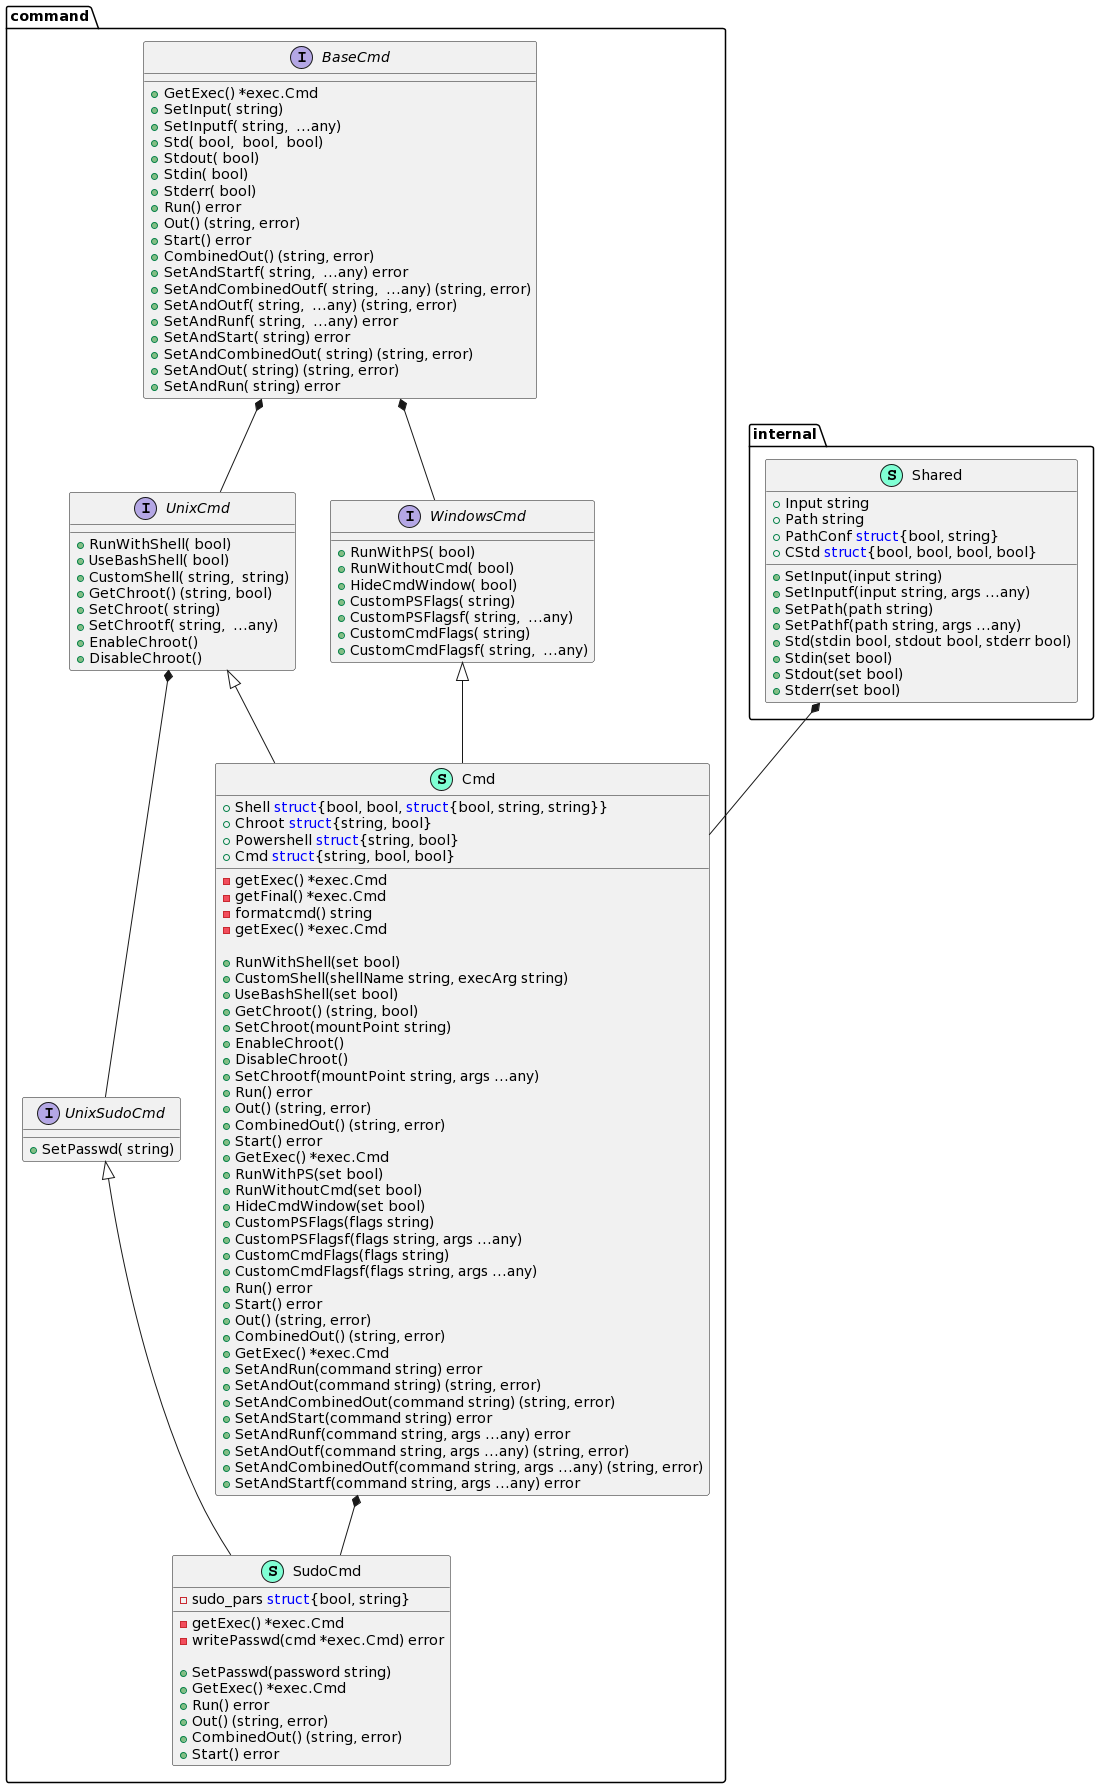 command
I BaseCmd
GetExec() *exec.Cmd
SetInput( string)
SetInputf( string,  ...any)
Std( bool,  bool,  bool)
Stdout( bool)
Stdin( bool)
Stderr( bool)
Run() error
Out() (string, error)
Start() error
CombinedOut() (string, error)
SetAndStartf( string,  ...any) error
SetAndCombinedOutf( string,  ...any) (string, error)
SetAndOutf( string,  ...any) (string, error)
SetAndRunf( string,  ...any) error
SetAndStart( string) error
SetAndCombinedOut( string) (string, error)
SetAndOut( string) (string, error)
SetAndRun( string) error
internal
S Shared
Input string
Path string
PathConf struct{bool, string}
CStd struct{bool, bool, bool, bool}
SetInput(input string)
SetInputf(input string, args ...any)
SetPath(path string)
SetPathf(path string, args ...any)
Std(stdin bool, stdout bool, stderr bool)
Stdin(set bool)
Stdout(set bool)
Stderr(set bool)
I UnixCmd
RunWithShell( bool)
UseBashShell( bool)
CustomShell( string,  string)
GetChroot() (string, bool)
SetChroot( string)
SetChrootf( string,  ...any)
EnableChroot()
DisableChroot()
I WindowsCmd
RunWithPS( bool)
RunWithoutCmd( bool)
HideCmdWindow( bool)
CustomPSFlags( string)
CustomPSFlagsf( string,  ...any)
CustomCmdFlags( string)
CustomCmdFlagsf( string,  ...any)
S Cmd
Shell struct{bool, bool, struct{bool, string, string}}
Chroot struct{string, bool}
Powershell struct{string, bool}
Cmd struct{string, bool, bool}
getExec() *exec.Cmd
getFinal() *exec.Cmd
formatcmd() string
getExec() *exec.Cmd
RunWithShell(set bool)
CustomShell(shellName string, execArg string)
UseBashShell(set bool)
GetChroot() (string, bool)
SetChroot(mountPoint string)
EnableChroot()
DisableChroot()
SetChrootf(mountPoint string, args ...any)
Run() error
Out() (string, error)
CombinedOut() (string, error)
Start() error
GetExec() *exec.Cmd
RunWithPS(set bool)
RunWithoutCmd(set bool)
HideCmdWindow(set bool)
CustomPSFlags(flags string)
CustomPSFlagsf(flags string, args ...any)
CustomCmdFlags(flags string)
CustomCmdFlagsf(flags string, args ...any)
Run() error
Start() error
Out() (string, error)
CombinedOut() (string, error)
GetExec() *exec.Cmd
SetAndRun(command string) error
SetAndOut(command string) (string, error)
SetAndCombinedOut(command string) (string, error)
SetAndStart(command string) error
SetAndRunf(command string, args ...any) error
SetAndOutf(command string, args ...any) (string, error)
SetAndCombinedOutf(command string, args ...any) (string, error)
SetAndStartf(command string, args ...any) error
I UnixSudoCmd
SetPasswd( string)
S SudoCmd
sudo_pars struct{bool, string}
getExec() *exec.Cmd
writePasswd(cmd *exec.Cmd) error
SetPasswd(password string)
GetExec() *exec.Cmd
Run() error
Out() (string, error)
CombinedOut() (string, error)
Start() error